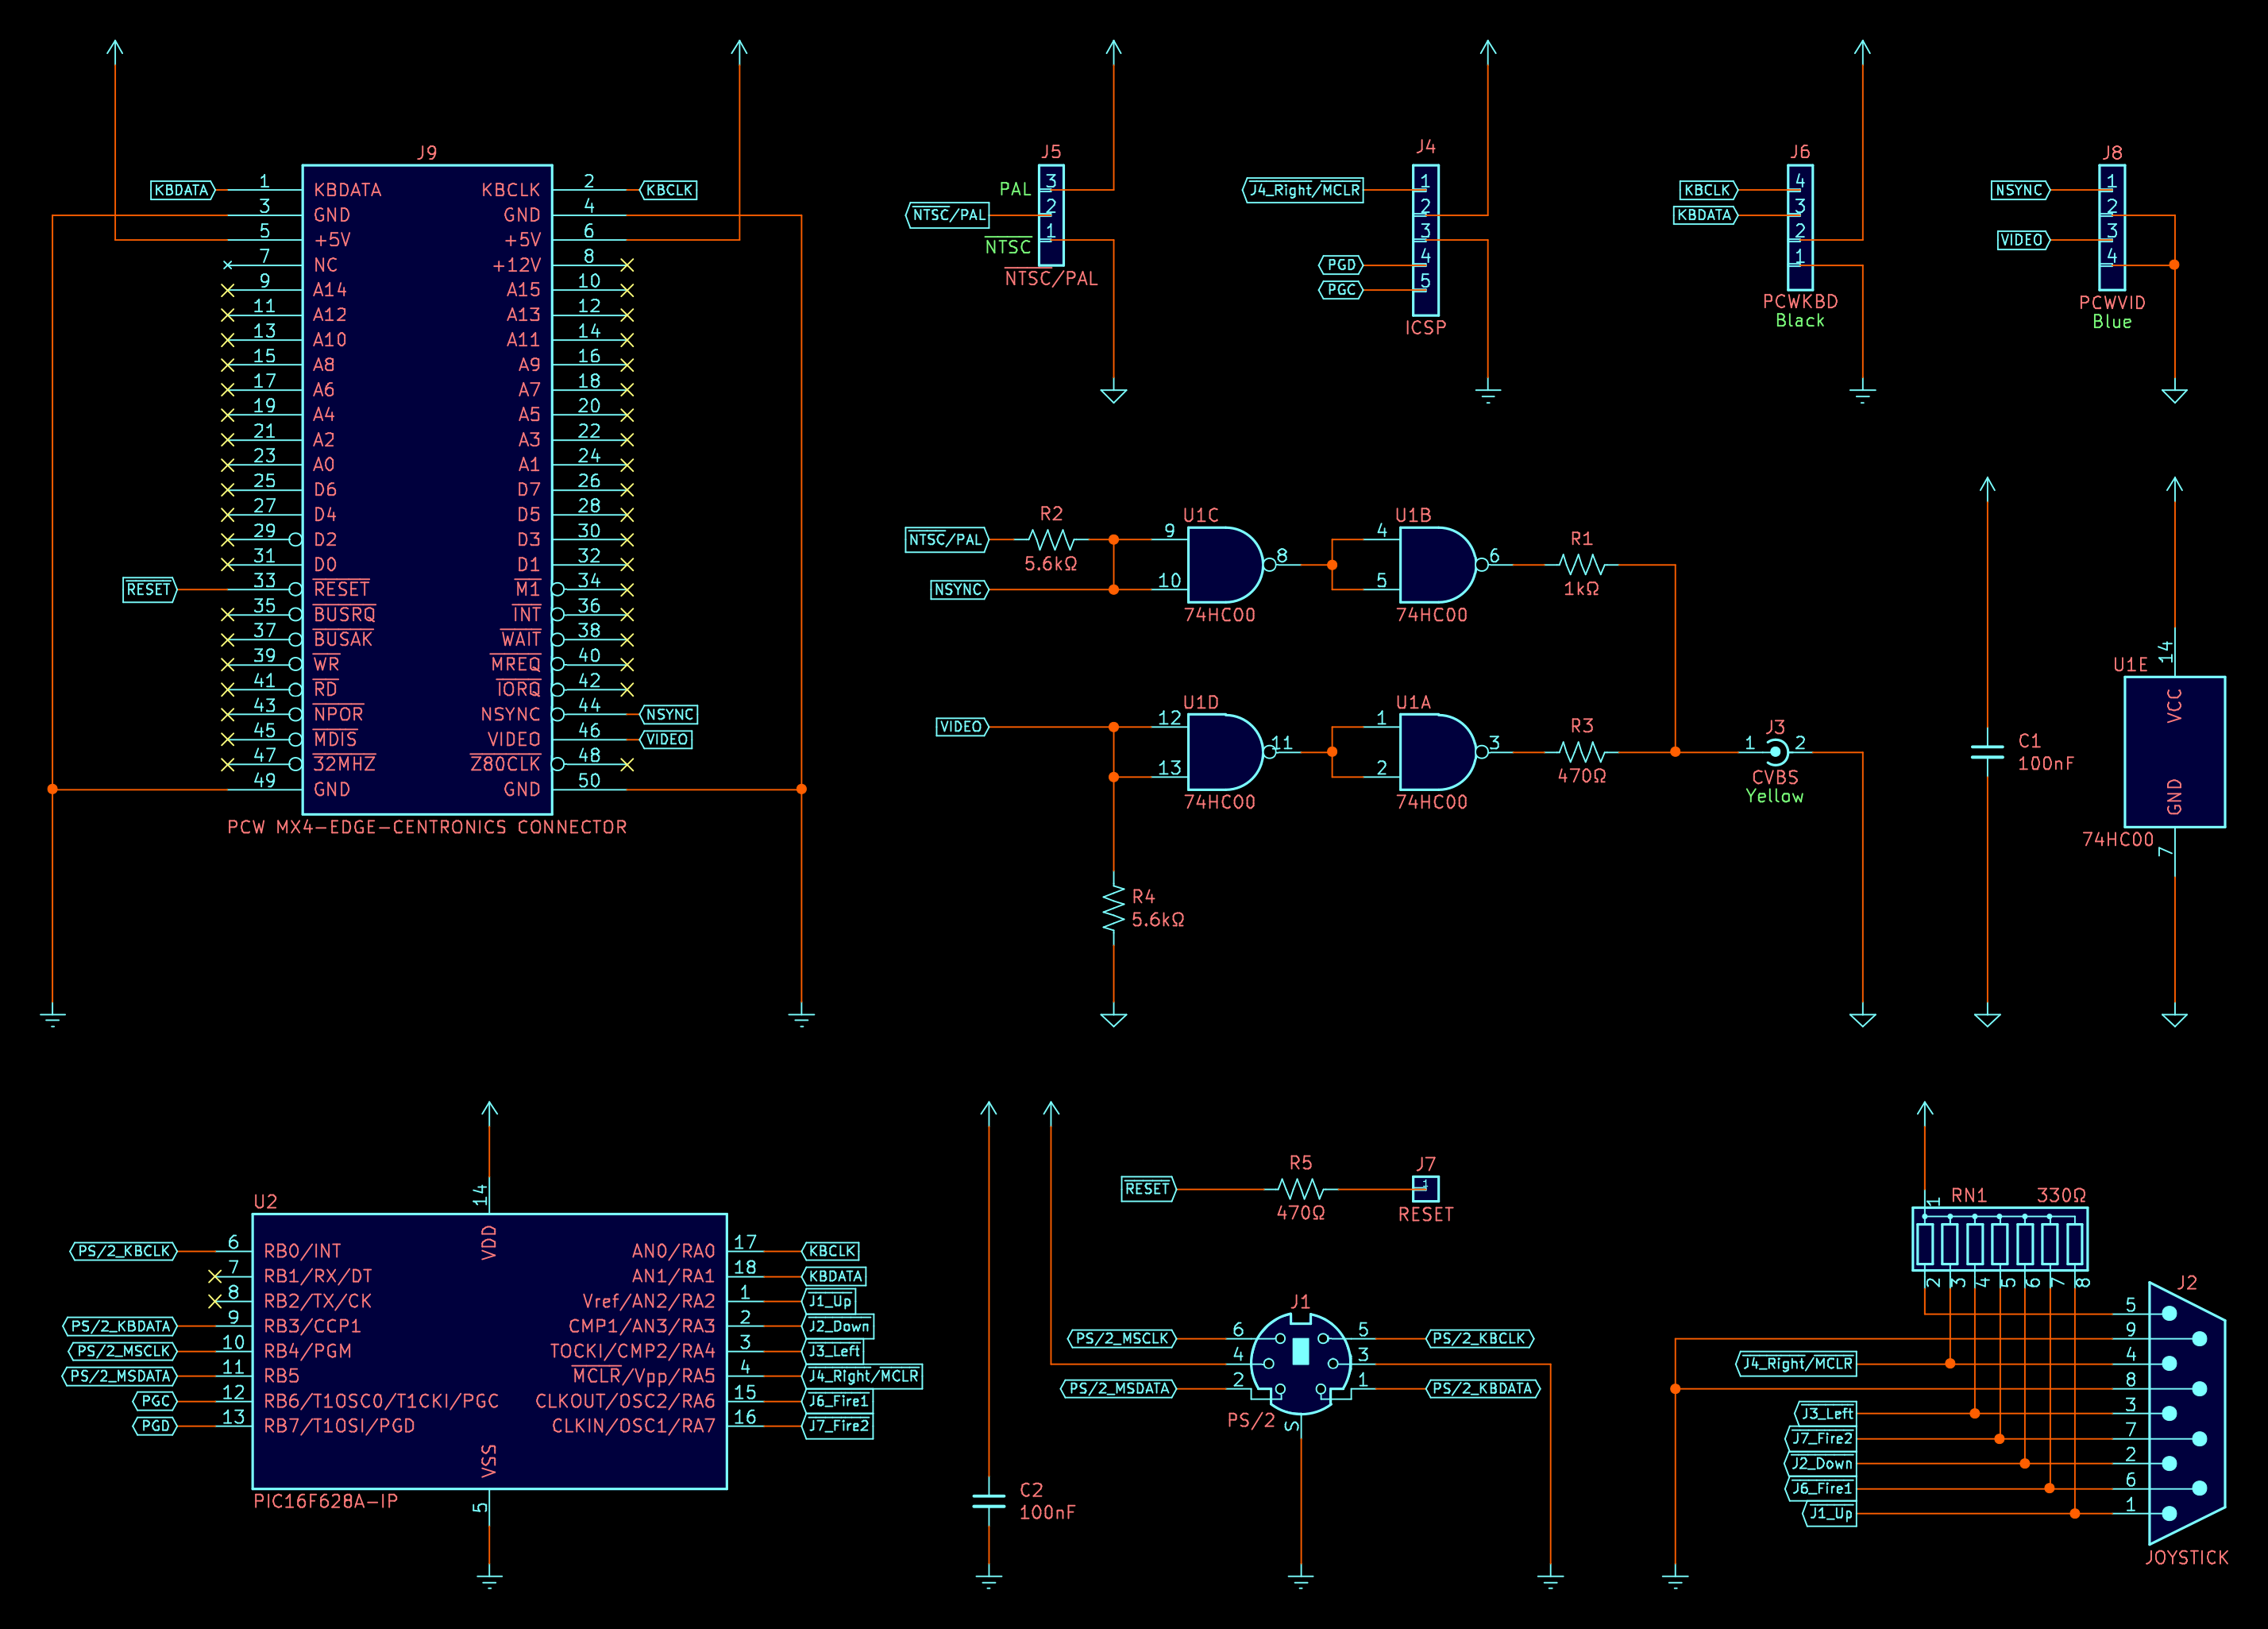 J9
KBDATA 1 KBDATA KBCLK 2 KBCLK
3 GND GND 4
5 +5V +5V 6
7 NC +12V 8
9 A14 A15 10
11 A12 A13 12
13 A10 A11 14
15 A8 A9 16
17 A6 A7 18
19 A4 A5 20
21 A2 A3 22
23 A0 A1 24
25 D6 D7 26
27 D4 D5 28
29 D2 D3 30
31 D0 D1 32
RESET 33 RESET M1 34
35 BUSRQ INT 36
37 BUSAK WAIT 38
39 WR MREQ 40
41 RD IORQ 42
43 NPOR NSYNC 44 NSYNC
45 MDIS VIDEO 46 VIDEO
47 32MHZ Z80CLK 48
49 GND GND 50
PCW MX4-EDGE-CENTRONICS CONNECTOR
J5
PAL 3
NTSC/PAL 2
NTSC 1
NTSC/PAL
J4
J4_Right/MCLR 1
2
3
PGD 4
PGC 5
ICSP
J6
KBCLK 4
KBDATA 3
2
1
PCWKBD
Black
J8
NSYNC 1
2
VIDEO 3
4
PCWVID
Blue
R2 U1C U1B R1
NTSC/PAL 9 4
5.6kΩ 8 6
NSYNC 10 5 1kΩ
74HC00 74HC00
U1D U1A R3 J3
VIDEO 12 1
11 3 1 2
13 2 470Ω CVBS
74HC00 74HC00 Yellow
R4
5.6kΩ
C1
100nF
14
U1E
VCC
GND
74HC00
7
U2
14
VDD
PS/2_KBCLK 6 RB0/INT AN0/RA0 17 KBCLK
7 RB1/RX/DT AN1/RA1 18 KBDATA
8 RB2/TX/CK Vref/AN2/RA2 1 J1_Up
PS/2_KBDATA 9 RB3/CCP1 CMP1/AN3/RA3 2 J2_Down
PS/2_MSCLK 10 RB4/PGM TOCKI/CMP2/RA4 3 J3_Left
PS/2_MSDATA 11 RB5 MCLR/Vpp/RA5 4 J4_Right/MCLR
PGC 12 RB6/T1OSC0/T1CKI/PGC CLKOUT/OSC2/RA6 15 J6_Fire1
PGD 13 RB7/T1OSI/PGD CLKIN/OSC1/RA7 16 J7_Fire2
VSS
5
PIC16F628A-IP
C2
100nF
R5 J7
RESET 1
470Ω RESET
J1
PS/2_MSCLK 6 5 PS/2_KBCLK
4 3
PS/2_MSDATA 2 1 PS/2_KBDATA
PS/2 S
1 RN1 330Ω
2 3 4 5 6 7 8
J2
5
9
J4_Right/MCLR 4
8
J3_Left 3
J7_Fire2 7
J2_Down 2
J6_Fire1 6
J1_Up 1
JOYSTICK